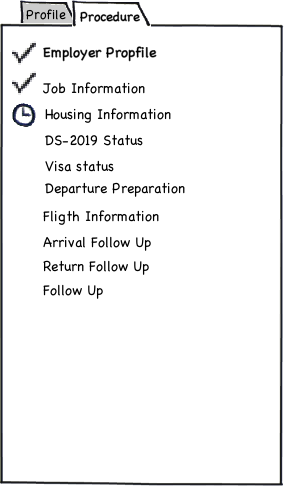 Profile Procedure
Employer Propfile
Job Information
Housing Information
DS-2019 Status
Visa status
Departure Preparation
Fligth Information
Arrival Follow Up
Return Follow Up
Follow Up